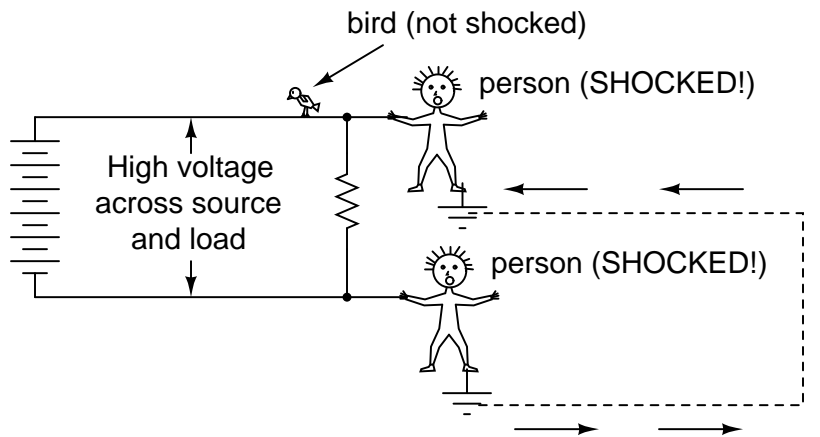 bird (not shocked)
person (SHOCKED!)
High voltage
across source
and load
person (SHOCKED!)